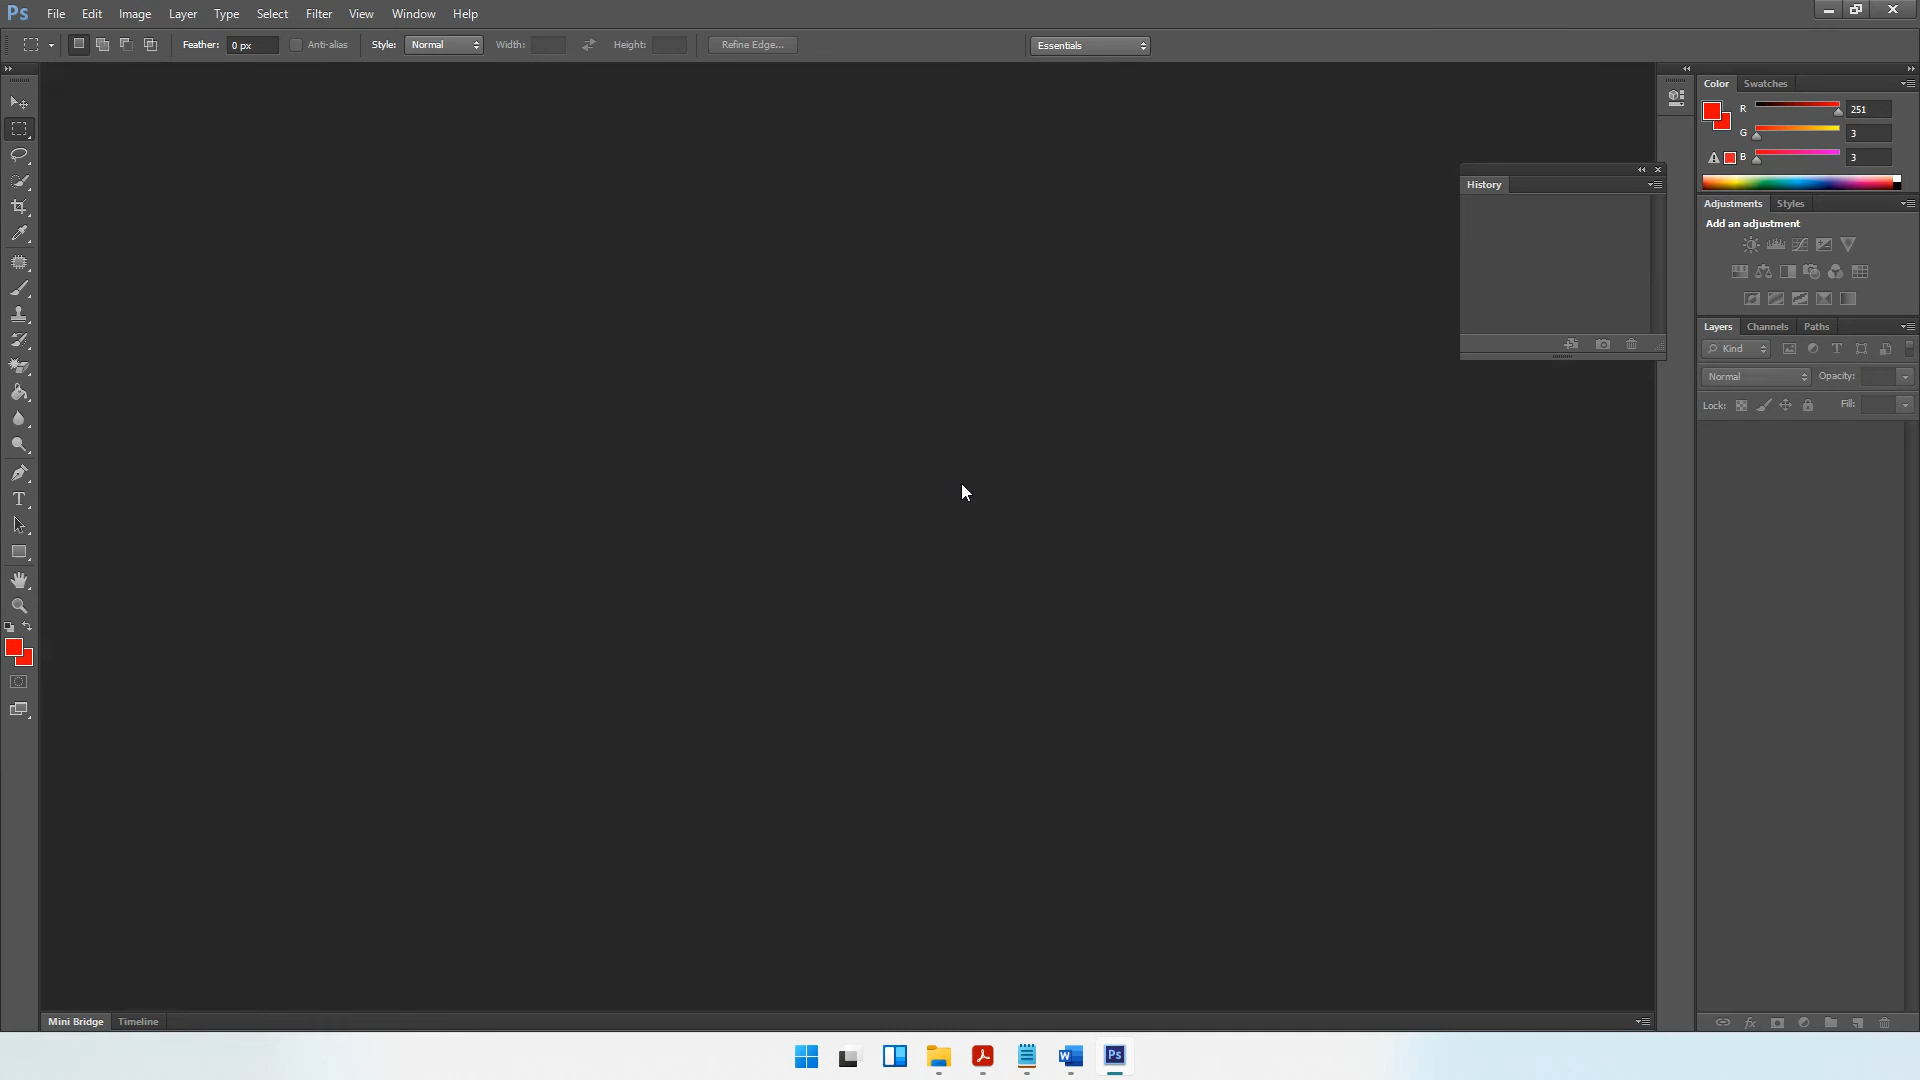 Ps File Edit Image Layer Type Select Filter View Window Help
Feather: 0 px Anti-alias Style: Normal Width: Height: Refine Edge... Essentials
Color Swatches
R 251
G 3
B 3
History
Adjustments Styles
Add an adjustment
Layers Channels Paths
Kind
Normal Opacity:
Lock: Fill:
Mini Bridge Timeline
Ps